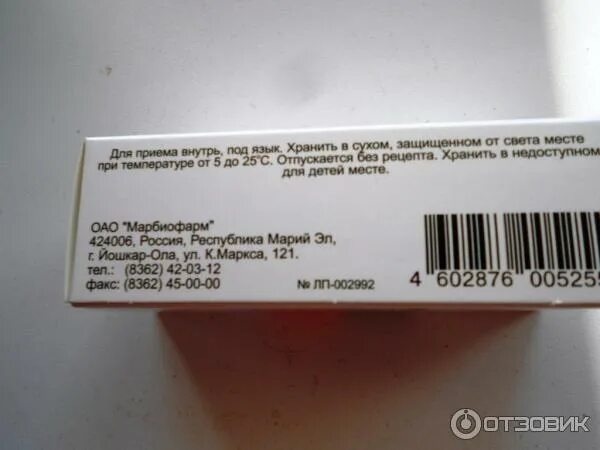 Для приема внутрь, под язык. Хранить в сухом, защищенном от света месте
при температуре от 5 до 25°С. Отпускается без рецепта. Хранить в недоступном
для детей месте.
ОАО "Марбиофарм"
424006, Россия, Республика Марий Эл,
г. Йошкар-Ола, ул. К.Маркса, 121.
тел.: (8362) 42-03-12
факс: (8362) 45-00-00
№ ЛП-002992
4 602876 005255
ОТЗОВИК